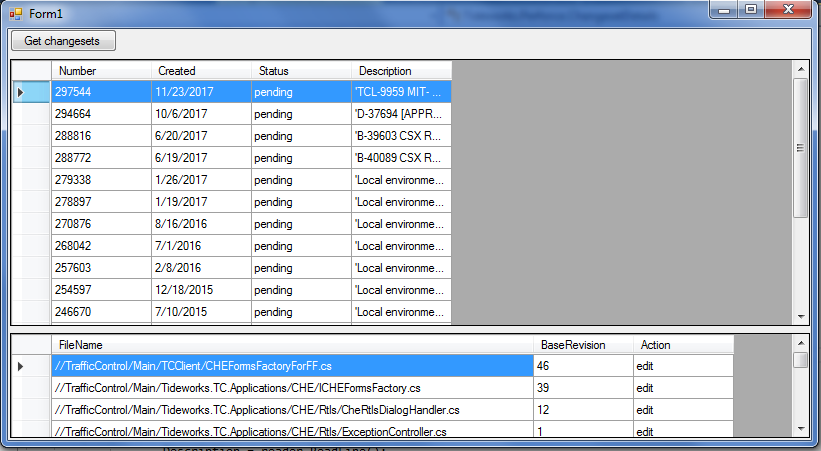 Form1
Get changesets
Number Created Status Description
297544 11/23/2017 pending 'TCL-9959 MIT- ...
294664 10/6/2017 pending 'D-37694 [APPR...
288816 6/20/2017 pending 'B-39603 CSX R...
288772 6/19/2017 pending 'B-40089 CSX R...
279338 1/26/2017 pending 'Local environme...
278897 1/19/2017 pending 'Local environme...
270876 8/16/2016 pending 'Local environme...
268042 7/1/2016 pending 'Local environme...
257603 2/8/2016 pending 'Local environme...
254597 12/18/2015 pending 'Local environme...
246670 7/10/2015 pending 'Local environme...
FileName BaseRevision Action
//TrafficControl/Main/TCClient/CHEFormsFactoryForFF.cs 46 edit
//TrafficControl/Main/Tideworks.TC.Applications/CHE/ICHEFormsFactory.cs 39 edit
//TrafficControl/Main/Tideworks.TC.Applications/CHE/Rtls/CheRtlsDialogHandler.cs 12 edit
//TrafficControl/Main/Tideworks.TC.Applications/CHE/Rtls/ExceptionController.cs 1 edit